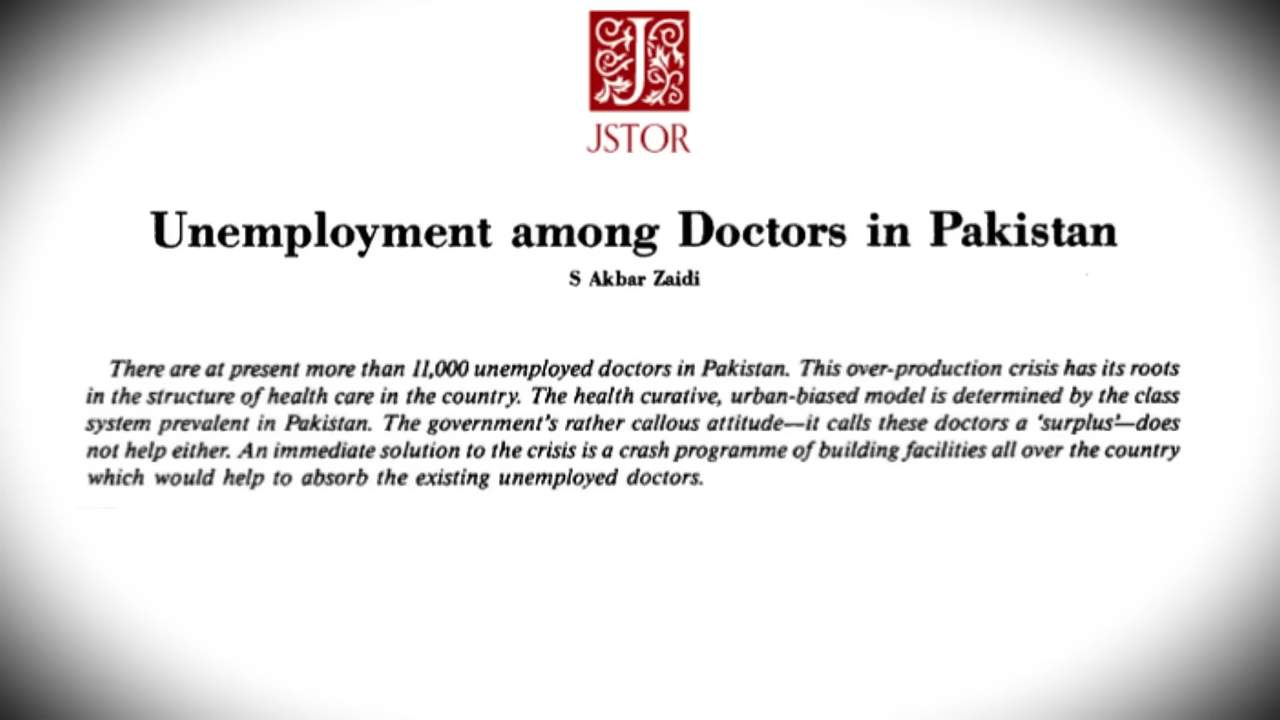 JSTOR
Unemployment among Doctors in Pakistan
S Akbar Zaidi
There are at present more than 11,000 unemployed doctors in Pakistan. This over-production crisis has its roots
in the structure of health care in the country. The health curative, urban-biased model is determined by the class
system prevalent in Pakistan. The government's rather callous attitude—it calls these doctors a 'surplus'—does
not help either. An immediate solution to the crisis is a crash programme of building facilities all over the country
which would help to absorb the existing unemployed doctors.